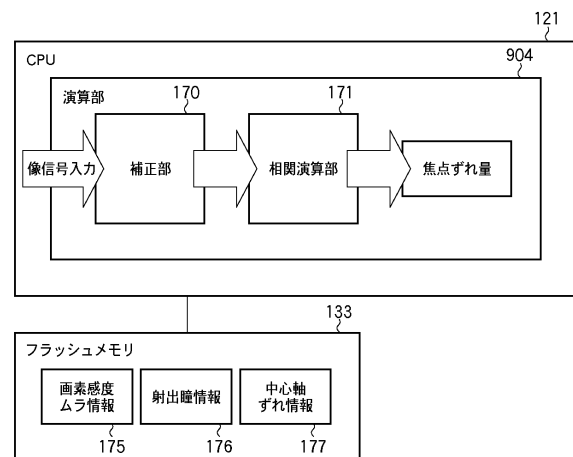 121
CPU
904
演算部
170
171
像信号入力
補正部
相関演算部
焦点ずれ量
133
フラッシュメモリ
画素感度
ムラ情報
射出瞳情報
中心軸
ずれ情報
175
176
177